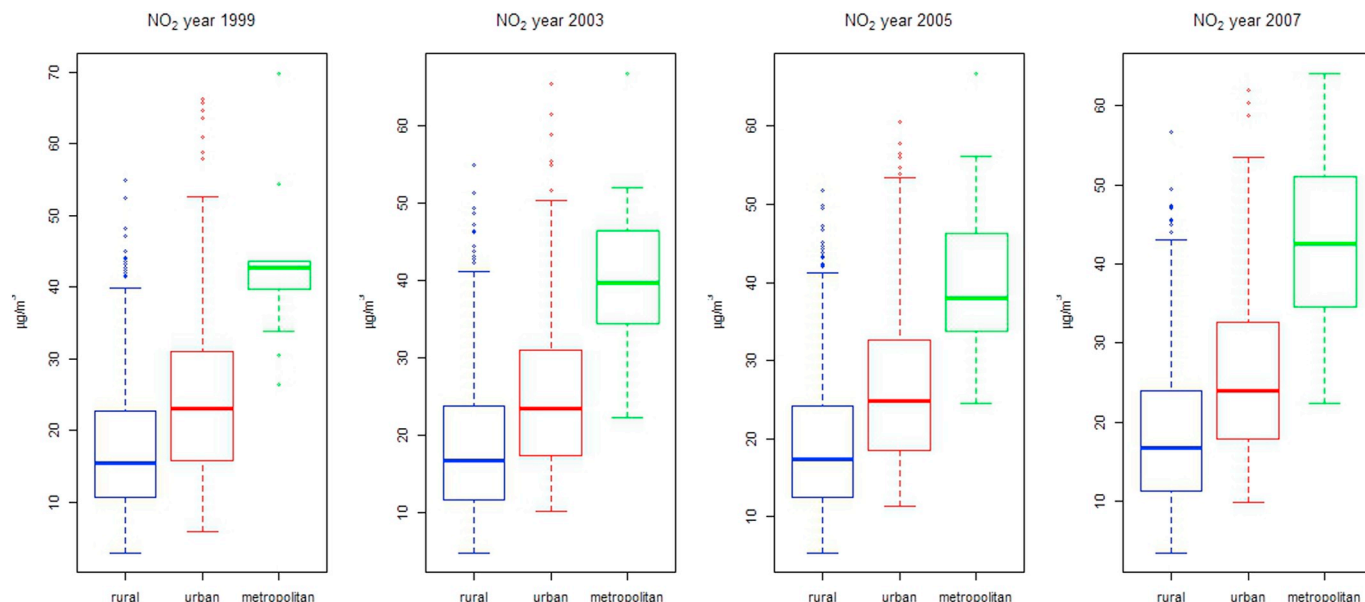 NO₂ year 1999
µg/m³
70
60
50
40
30
20
10
rural urban metropolitan
NO₂ year 2003
µg/m³
60
50
40
30
20
10
rural urban metropolitan
NO₂ year 2005
µg/m³
60
50
40
30
20
10
rural urban metropolitan
NO₂ year 2007
µg/m³
60
50
40
30
20
10
rural urban metropolitan